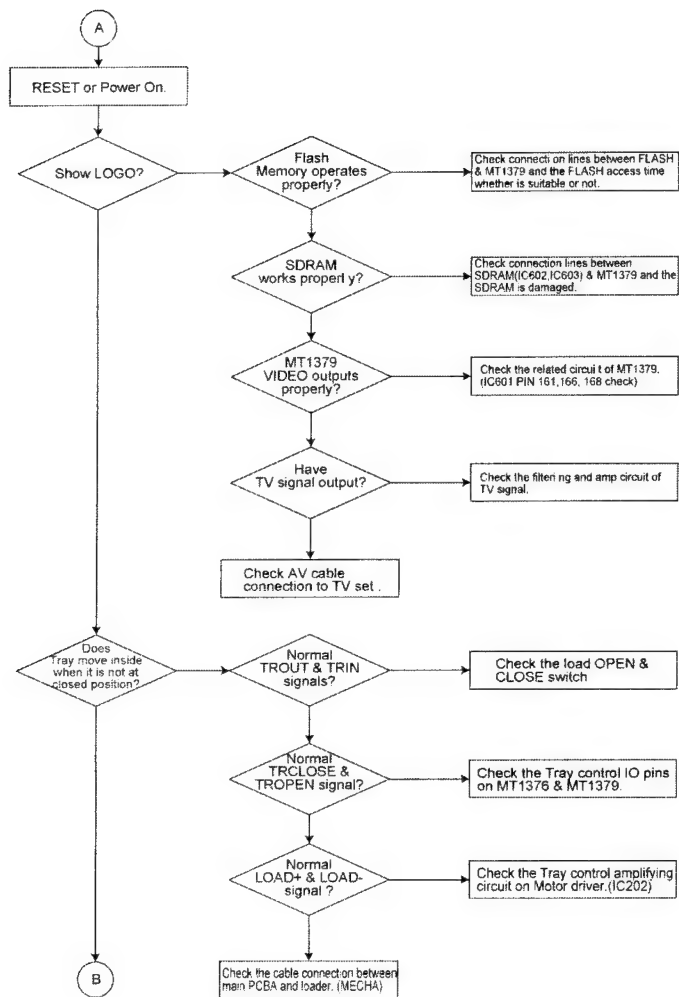 A
RESET or Power On.
Show LOGO?
Flash
Memory operates
properly?
Check connection lines between FLASH
& MT1379 and the FLASH access time
whether is suitable or not.
SDRAM
works properl y?
Check connection lines between
SDRAM(IC602,IC603) & MT1379 and the
SDRAM is damaged.
MT1379
VIDEO outputs
properly?
Check the related circuit of MT1379.
(IC601 PIN 161,166, 168 check)
Have
TV signal output?
Check the filtering and amp circuit of
TV signal.
Check AV cable
connection to TV set .
Does
Tray move inside
when it is not at
closed position?
Normal
TROUT & TRIN
signals?
Check the load OPEN &
CLOSE switch
Normal
TRCLOSE &
TROPEN signal?
Check the Tray control IO pins
on MT1376 & MT1379.
Normal
LOAD+ & LOAD-
signal ?
Check the Tray control amplifying
circuit on Motor driver.(IC202)
Check the cable connection between
main PCBA and loader. (MECHA)
B